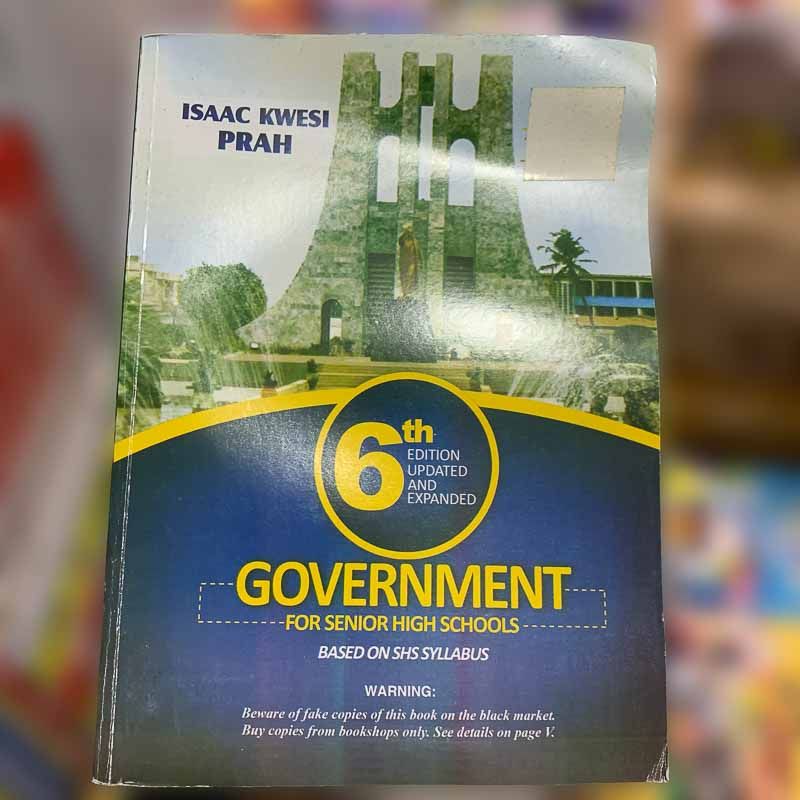 ISAAC KWESI
PRAH
6th
EDITION
UPDATED
AND
EXPANDED
GOVERNMENT
FOR SENIOR HIGH SCHOOLS
BASED ON SHS SYLLABUS
WARNING:
Beware of fake copies of this book on the black market.
Buy copies from bookshops only. See details on page V.